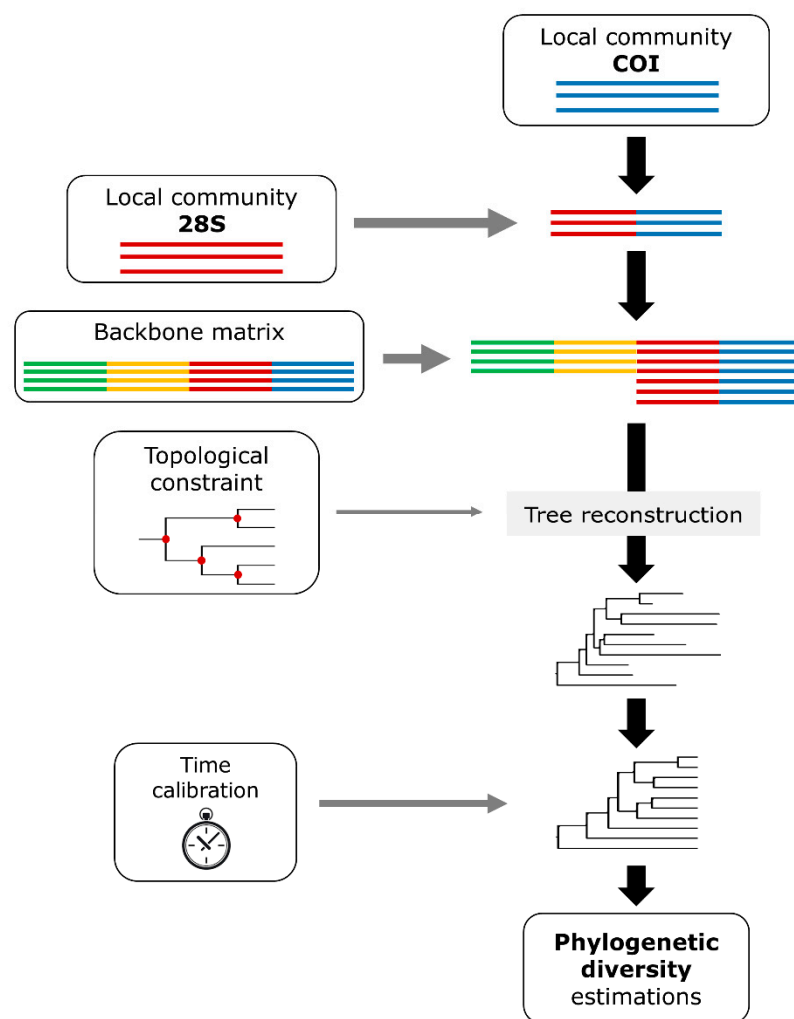 Local community
COI
Local community
28S
Backbone matrix
Topological
constraint
Tree reconstruction
Time
calibration
Phylogenetic
diversity
estimations